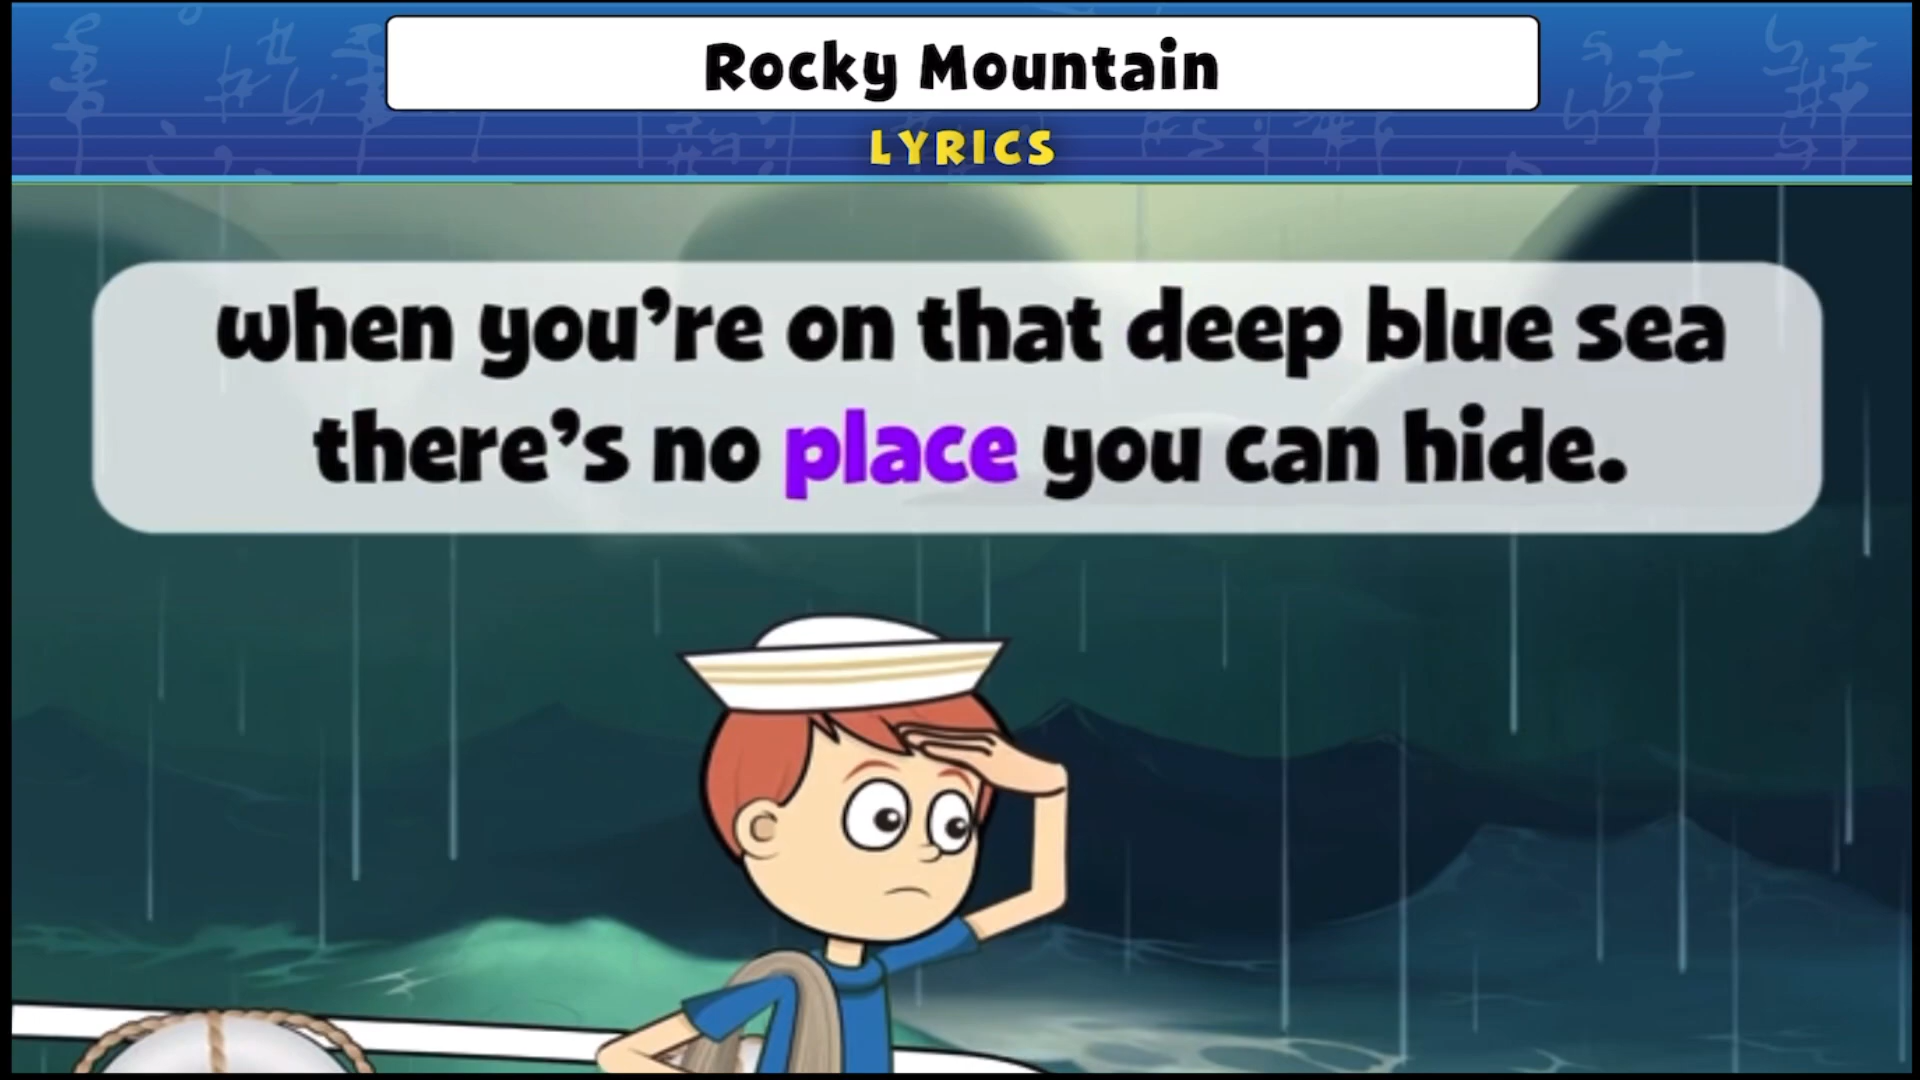 Rocky Mountain
LYRICS
when you're on that deep blue sea
there's no place you can hide.